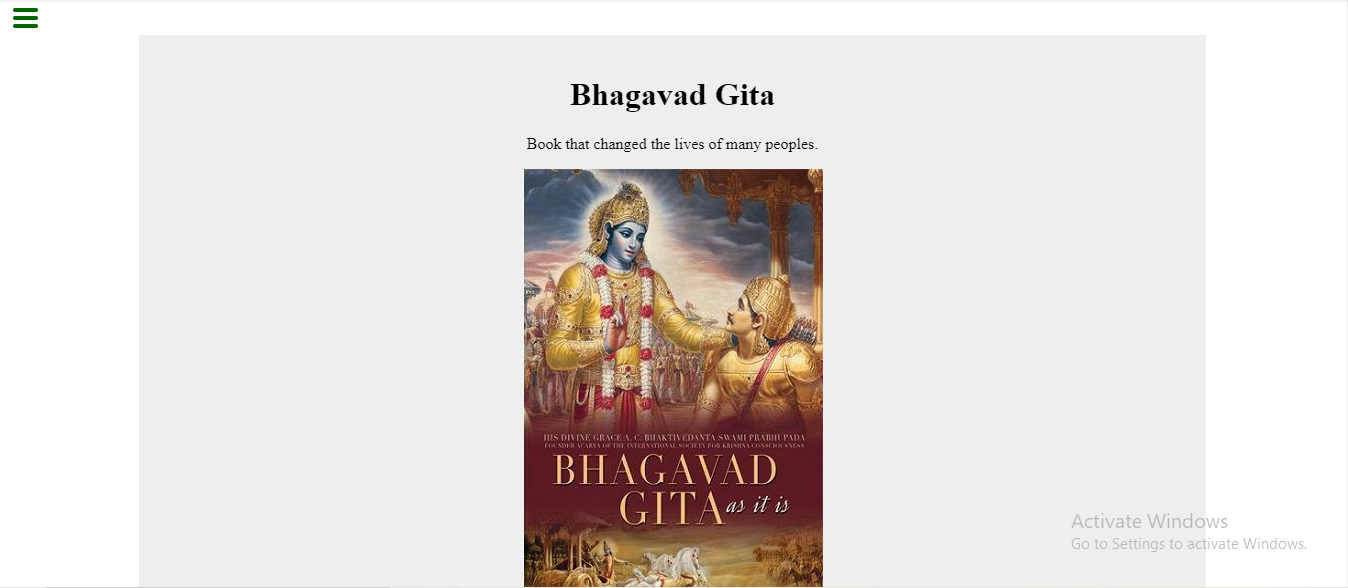 Bhagavad Gita
Book that changed the lives of many peoples.
HIS DIVINE GRACE A. C. BHAKTIVEDANTA SWAMI PRABHUPADA
FOUNDER ACARYA OF THE INTERNATIONAL SOCIETY FOR KRISHNA CONSCIOUSNESS
BHAGAVAD
GITA as it is
Activate Windows
Go to Settings to activate Windows.